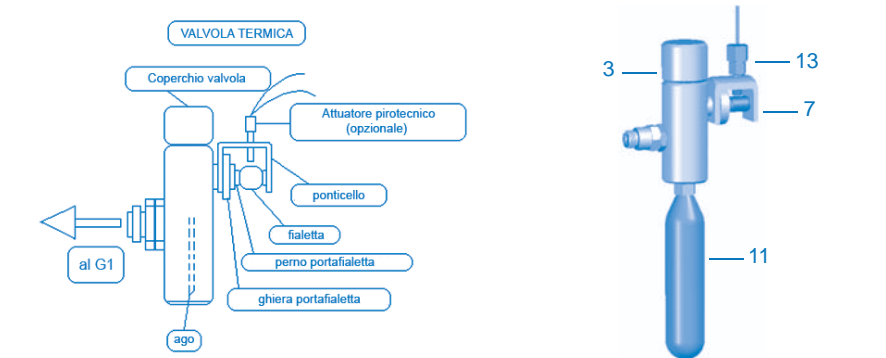 VALVOLA TERMICA
Coperchio valvola
Attuatore pirotecnico
(opzionale)
ponticello
fialetta
perno portafialetta
ghiera portafialetta
al G1
ago
3
13
7
11